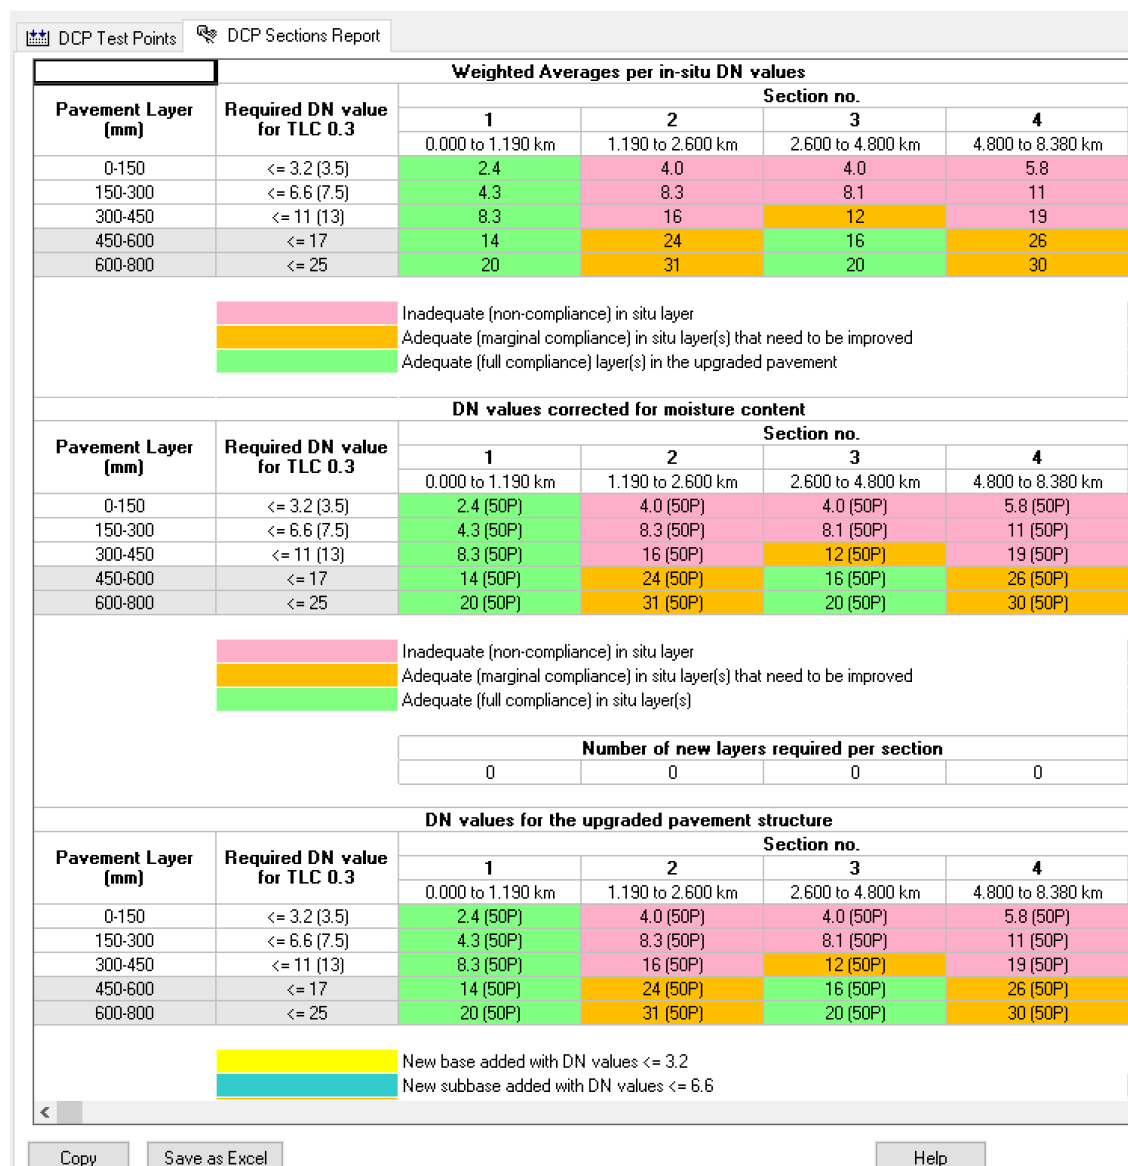 DCP Test Points DCP Sections Report
Weighted Averages per in-situ DN values
Pavement Layer (mm) Required DN value for TLC 0.3 Section no.
1 2 3 4
0.000 to 1.190 km 1.190 to 2.600 km 2.600 to 4.800 km 4.800 to 8.380 km
0-150 <= 3.2 (3.5) 2.4 4.0 4.0 5.8
150-300 <= 6.6 (7.5) 4.3 8.3 8.1 11
300-450 <= 11 (13) 8.3 16 12 19
450-600 <= 17 14 24 16 26
600-800 <= 25 20 31 20 30
Inadequate (non-compliance) in situ layer
Adequate (marginal compliance) in situ layer(s) that need to be improved
Adequate (full compliance) layer(s) in the upgraded pavement
DN values corrected for moisture content
Pavement Layer (mm) Required DN value for TLC 0.3 Section no.
1 2 3 4
0.000 to 1.190 km 1.190 to 2.600 km 2.600 to 4.800 km 4.800 to 8.380 km
0-150 <= 3.2 (3.5) 2.4 (50P) 4.0 (50P) 4.0 (50P) 5.8 (50P)
150-300 <= 6.6 (7.5) 4.3 (50P) 8.3 (50P) 8.1 (50P) 11 (50P)
300-450 <= 11 (13) 8.3 (50P) 16 (50P) 12 (50P) 19 (50P)
450-600 <= 17 14 (50P) 24 (50P) 16 (50P) 26 (50P)
600-800 <= 25 20 (50P) 31 (50P) 20 (50P) 30 (50P)
Inadequate (non-compliance) in situ layer
Adequate (marginal compliance) in situ layer(s) that need to be improved
Adequate (full compliance) in situ layer(s)
Number of new layers required per section
0 0 0 0
DN values for the upgraded pavement structure
Pavement Layer (mm) Required DN value for TLC 0.3 Section no.
1 2 3 4
0.000 to 1.190 km 1.190 to 2.600 km 2.600 to 4.800 km 4.800 to 8.380 km
0-150 <= 3.2 (3.5) 2.4 (50P) 4.0 (50P) 4.0 (50P) 5.8 (50P)
150-300 <= 6.6 (7.5) 4.3 (50P) 8.3 (50P) 8.1 (50P) 11 (50P)
300-450 <= 11 (13) 8.3 (50P) 16 (50P) 12 (50P) 19 (50P)
450-600 <= 17 14 (50P) 24 (50P) 16 (50P) 26 (50P)
600-800 <= 25 20 (50P) 31 (50P) 20 (50P) 30 (50P)
New base added with DN values <= 3.2
New subbase added with DN values <= 6.6
Copy Save as Excel Help